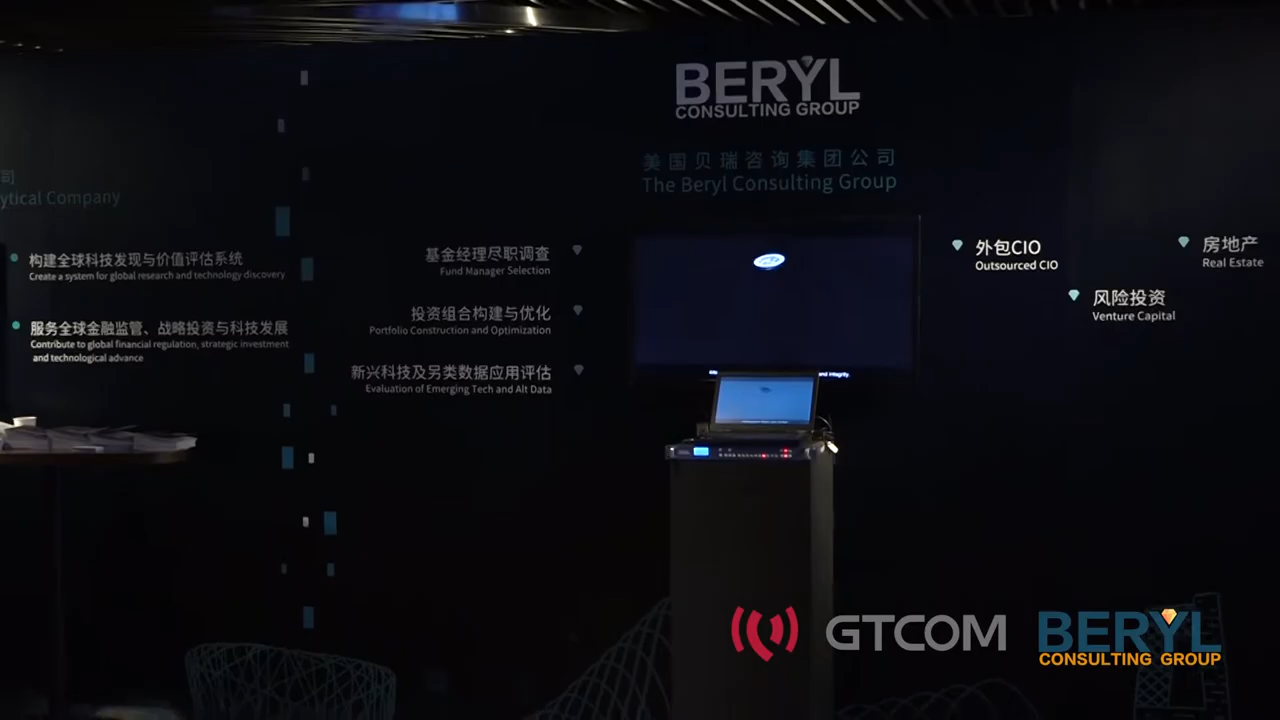 BERYL
CONSULTING GROUP
美国贝瑞咨询集团公司
The Beryl Consulting Group
司
ytical Company
构建全球科技发现与价值评估系统
Create a system for global research and technology discovery
服务全球金融监管、战略投资与科技发展
Contribute to global financial regulation, strategic investment
and technological advance
基金经理尽职调查
Fund Manager Selection
投资组合构建与优化
Portfolio Construction and Optimization
新兴科技及另类数据应用评估
Evaluation of Emerging Tech and Alt Data
and integrity.
外包CIO
Outsourced CIO
房地产
Real Estate
风险投资
Venture Capital
GTCOM
BERYL
CONSULTING GROUP